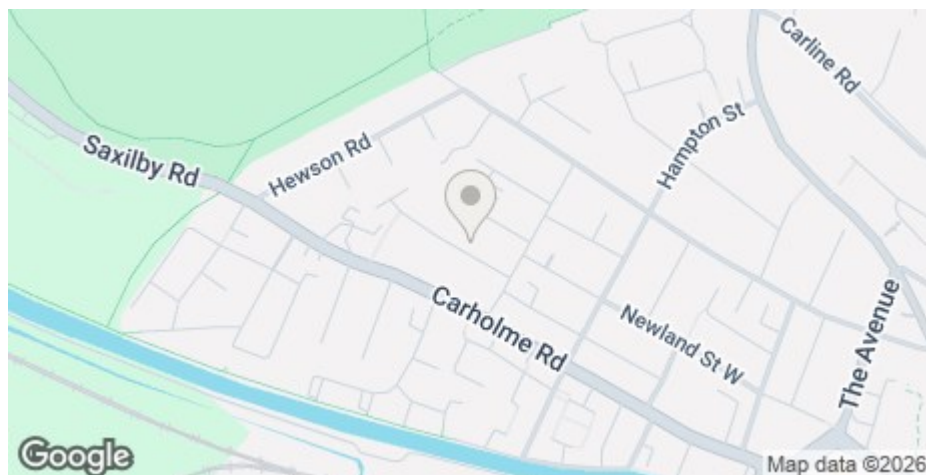 Carline Rd
Hampton St
Saxilby Rd
Hewson Rd
Carholme Rd
Newland St W
The Avenue
Google
Map data ©2026